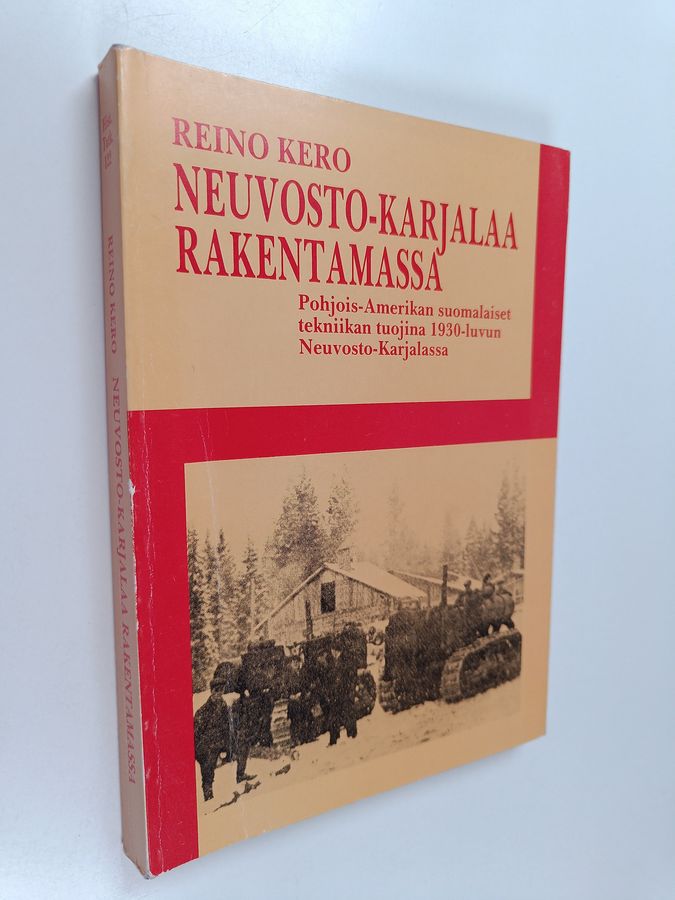 REINO KERO
NEUVOSTO-KARJALAA
RAKENTAMASSA
Pohjois-Amerikan suomalaiset
tekniikan tuojina 1930-luvun
Neuvosto-Karjalassa
REINO KERO NEUVOSTO-KARJALAA RAKENTAMASSA